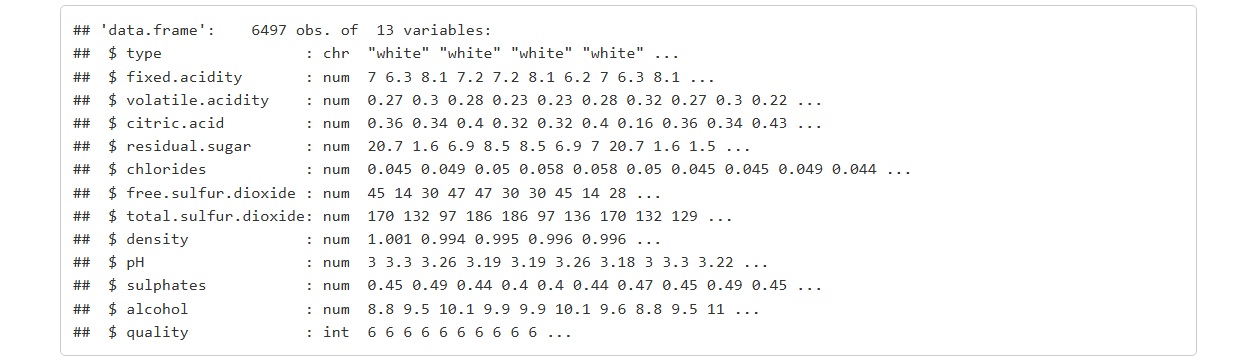 ## 'data.frame':    6497 obs. of  13 variables:
##  $ type                : chr  "white" "white" "white" "white" ...
##  $ fixed.acidity       : num  7 6.3 8.1 7.2 7.2 8.1 6.2 7 6.3 8.1 ...
##  $ volatile.acidity    : num  0.27 0.3 0.28 0.23 0.23 0.28 0.32 0.27 0.3 0.22 ...
##  $ citric.acid         : num  0.36 0.34 0.4 0.32 0.32 0.4 0.16 0.36 0.34 0.43 ...
##  $ residual.sugar      : num  20.7 1.6 6.9 8.5 8.5 6.9 7 20.7 1.6 1.5 ...
##  $ chlorides           : num  0.045 0.049 0.05 0.058 0.058 0.05 0.045 0.045 0.049 0.044 ...
##  $ free.sulfur.dioxide : num  45 14 30 47 47 30 30 45 14 28 ...
##  $ total.sulfur.dioxide: num  170 132 97 186 186 97 136 170 132 129 ...
##  $ density             : num  1.001 0.994 0.995 0.996 0.996 ...
##  $ pH                  : num  3 3.3 3.26 3.19 3.19 3.26 3.18 3 3.3 3.22 ...
##  $ sulphates           : num  0.45 0.49 0.44 0.4 0.4 0.44 0.47 0.45 0.49 0.45 ...
##  $ alcohol             : num  8.8 9.5 10.1 9.9 9.9 10.1 9.6 8.8 9.5 11 ...
##  $ quality             : int  6 6 6 6 6 6 6 6 6 6 ...